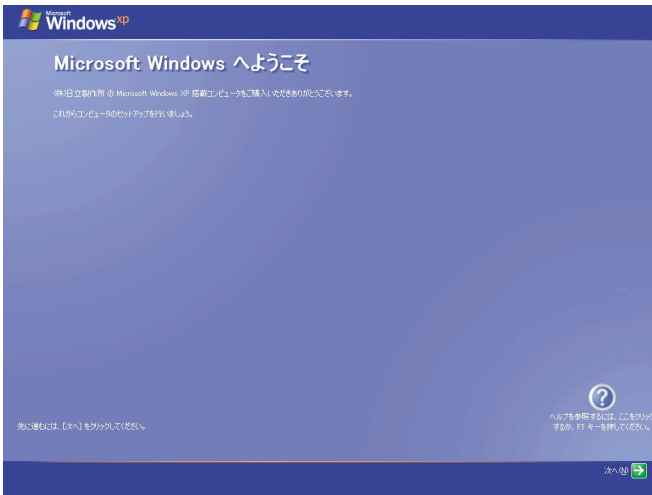 Microsoft
Windows xp
Microsoft Windows へようこそ
(株)日立製作所 の Microsoft Windows XP 搭載コンピュータをご購入いただきありがとうございます。
これからコンピュータのセットアップを行いましょう。
ヘルプを参照するには、ここをクリック
するか、F1 キーを押してください。
先に進むには、[次へ] をクリックしてください。
次へ(N)